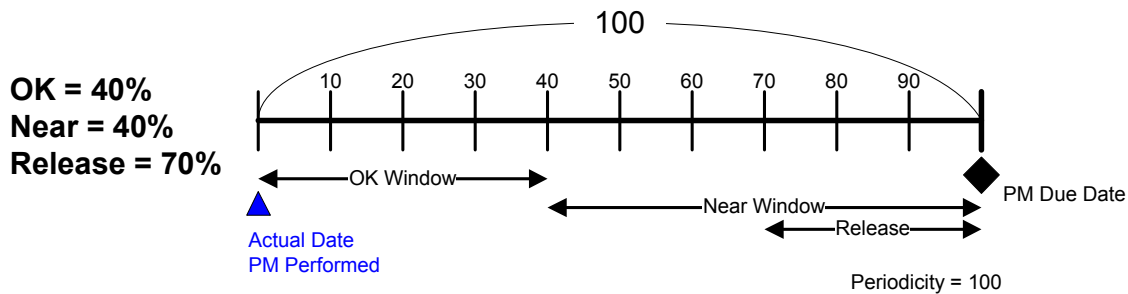 100
OK = 40%
Near = 40%
Release = 70%
10 20 30 40 50 60 70 80 90
OK Window
Near Window
Release
PM Due Date
Actual Date
PM Performed
Periodicity = 100